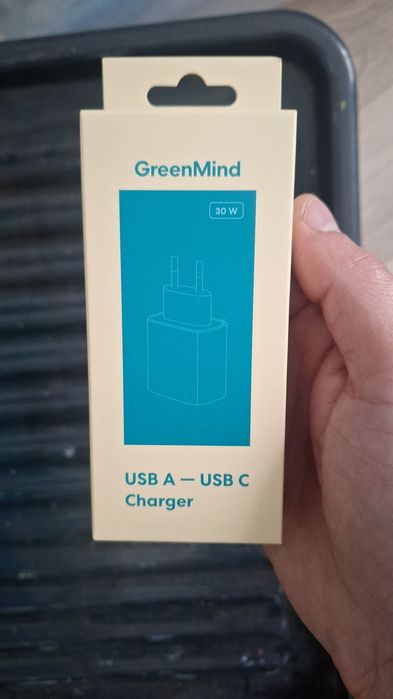 GreenMind
30 W
USB A — USB C
Charger